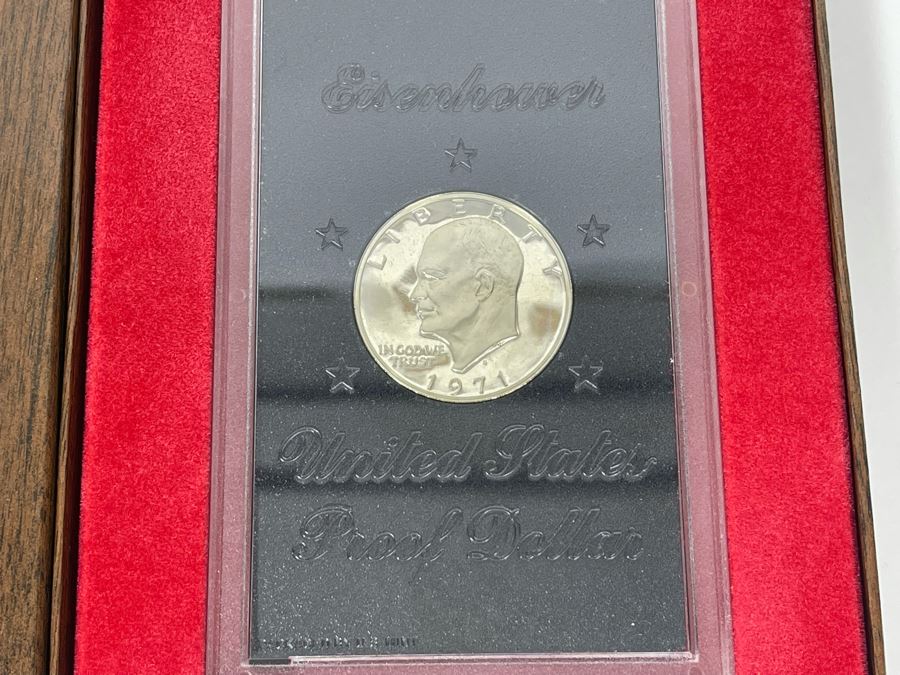 Eisenhower
LIBERTY
IN GOD WE
TRUST
1971
United States
Proof Dollar